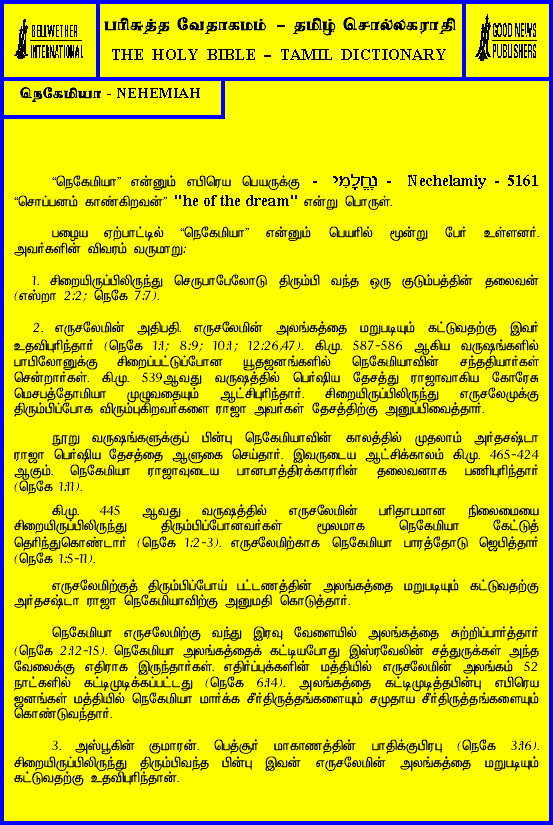 BELLWETHER
INTERNATIONAL
பரிசுத்த வேதாகமம் – தமிழ் சொல்லகராதி
THE HOLY BIBLE – TAMIL DICTIONARY
GOOD NEWS
PUBLISHERS
நெகேமியா - NEHEMIAH
“நெகேமியா” என்னும் எபிரெய பெயருக்கு - נֶחֱלָמִי - Nechelamiy - 5161
“சொப்பனம் காண்கிறவன்” "he of the dream" என்று பொருள்.
பழைய ஏற்பாட்டில் “நெகேமியா” என்னும் பெயரில் மூன்று பேர் உள்ளனர்.
அவர்களின் விவரம் வருமாறு:
1. சிறையிருப்பிலிருந்து செருபாபேலோடு திரும்பி வந்த ஒரு குடும்பத்தின் தலைவன்
(எஸ்றா 2:2; நெகே 7:7).
2. எருசலேமின் அதிபதி. எருசலேமின் அலங்கத்தை மறுபடியும் கட்டுவதற்கு இவர்
உதவிபுரிந்தார் (நெகே 1:1; 8:9; 10:1; 12:26,47). கி.மு. 587-586 ஆகிய வருஷங்களில்
பாபிலோனுக்கு சிறைப்பட்டுப்போன யூதஜனங்களில் நெகேமியாவின் சந்ததியார்கள்
சென்றார்கள். கி.மு. 539ஆவது வருஷத்தில் பெர்ஷிய தேசத்து ராஜாவாகிய கோரேசு
மெசபத்தோமியா முழுவதையும் ஆட்சிபுரிந்தார். சிறையிருப்பிலிருந்து எருசலேமுக்கு
திரும்பிப்போக விரும்புகிறவர்களை ராஜா அவர்கள் தேசத்திற்கு அனுப்பிவைத்தார்.
நூறு வருஷங்களுக்குப் பின்பு நெகேமியாவின் காலத்தில் முதலாம் அர்தசஷ்டா
ராஜா பெர்ஷிய தேசத்தை ஆளுகை செய்தார். இவருடைய ஆட்சிக்காலம் கி.மு. 465-424
ஆகும். நெகேமியா ராஜாவுடைய பானபாத்திரக்காரரின் தலைவனாக பணிபுரிந்தார்
(நெகே 1:11).
கி.மு. 445 ஆவது வருஷத்தில் எருசலேமின் பரிதாபமான நிலைமையை
சிறையிருப்பிலிருந்து திரும்பிப்போனவர்கள் மூலமாக நெகேமியா கேட்டுத்
தெரிந்துகொண்டார் (நெகே 1:2-3). எருசலேமிற்காக நெகேமியா பாரத்தோடு ஜெபித்தார்
(நெகே 1:5-11).
எருசலேமிற்குத் திரும்பிப்போய் பட்டணத்தின் அலங்கத்தை மறுபடியும் கட்டுவதற்கு
அர்தசஷ்டா ராஜா நெகேமியாவிற்கு அனுமதி கொடுத்தார்.
நெகேமியா எருசலேமிற்கு வந்து இரவு வேளையில் அலங்கத்தை சுற்றிப்பார்த்தார்
(நெகே 2:12-15). நெகேமியா அலங்கத்தைக் கட்டியபோது இஸ்ரவேலின் சத்துருக்கள் அந்த
வேலைக்கு எதிராக இருந்தார்கள். எதிர்ப்புக்களின் மத்தியில் எருசலேமின் அலங்கம் 52
நாட்களில் கட்டிமுடிக்கப்பட்டது (நெகே 6:14). அலங்கத்தை கட்டிமுடித்தபின்பு எபிரெய
ஜனங்கள் மத்தியில் நெகேமியா மார்க்க சீர்திருத்தங்களையும் சமுதாய சீர்திருத்தங்களையும்
கொண்டுவந்தார்.
3. அஸ்பூகின் குமாரன். பெத்சூர் மாகாணத்தின் பாதிக்குபிரபு (நெகே 3:16).
சிறையிருப்பிலிருந்து திரும்பிவந்த பின்பு இவன் எருசலேமின் அலங்கத்தை மறுபடியும்
கட்டுவதற்கு உதவிபுரிந்தான்.